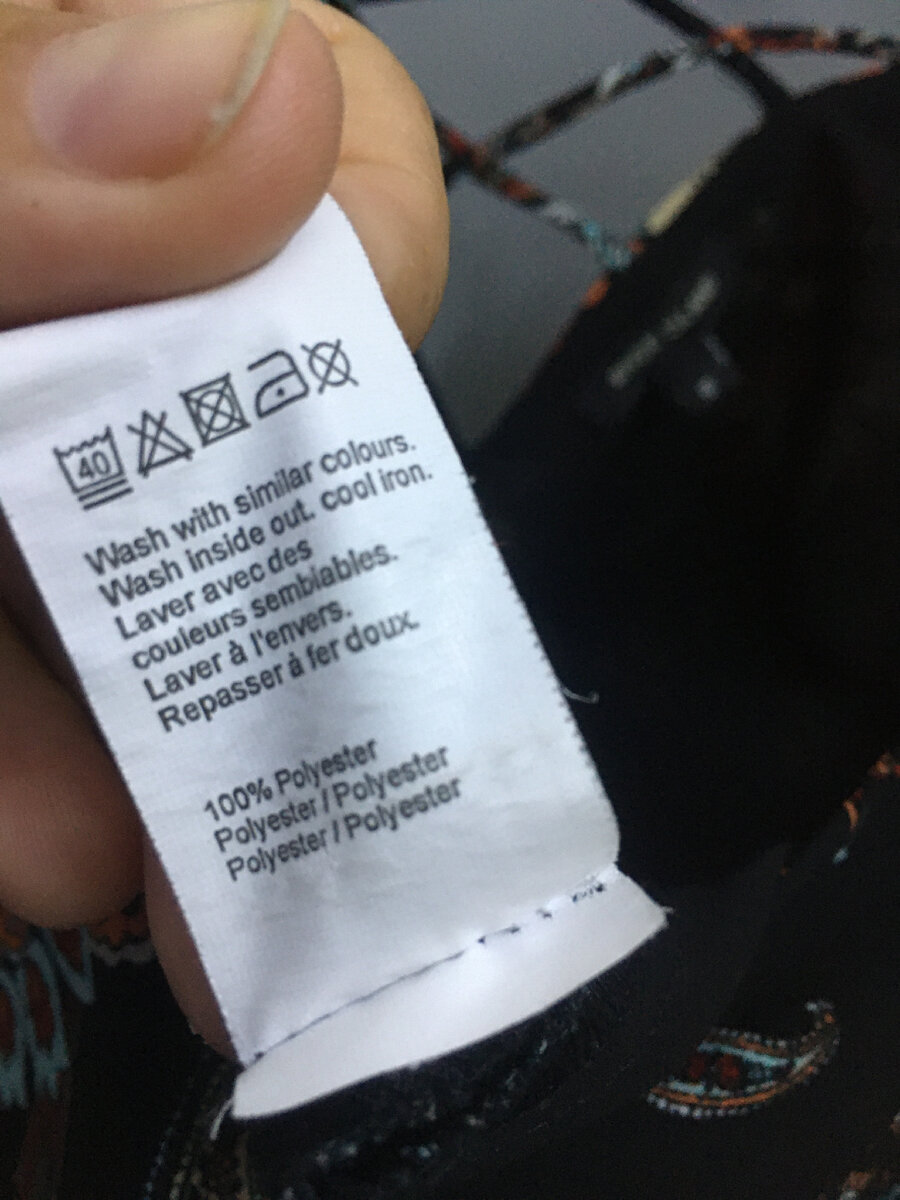 40
Wash with similar colours.
Wash inside out. cool iron.
Laver avec des
couleurs semblables.
Laver à l'envers.
Repasser à fer doux.
100% Polyester
Polyester / Polyester
Polyester / Polyester